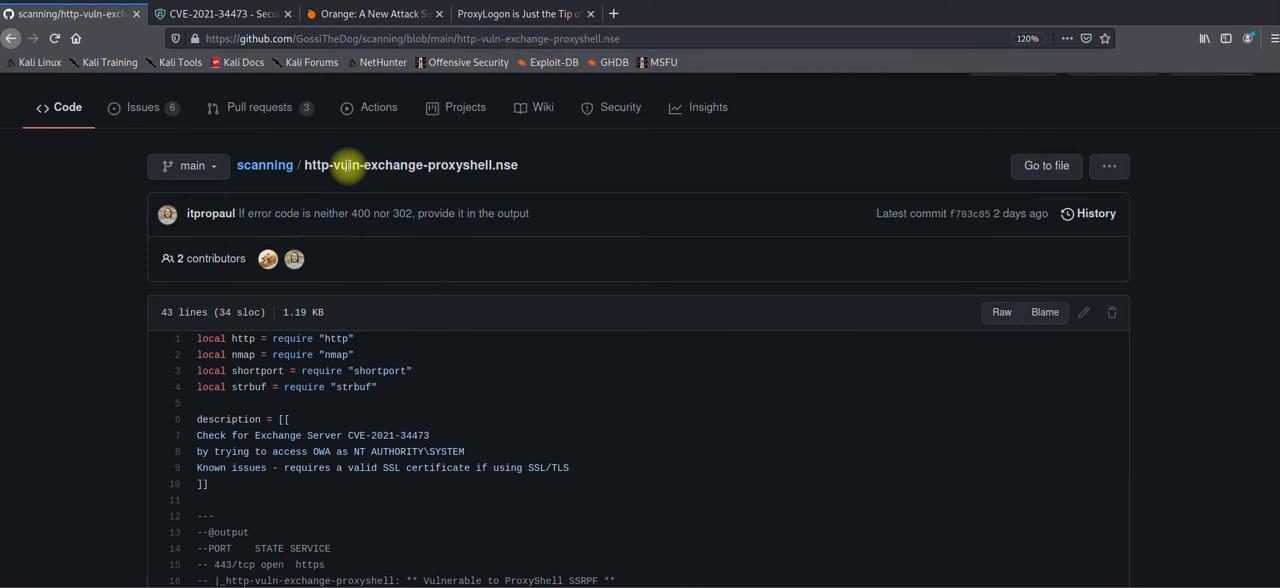 scanning/http-vuln-exch
CVE-2021-34473 - Secu
Orange: A New Attack Su
ProxyLogon is Just the Tip of
https://github.com/GossiTheDog/scanning/blob/main/http-vuln-exchange-proxyshell.nse
120%
Kali Linux
Kali Training
Kali Tools
Kali Docs
Kali Forums
NetHunter
Offensive Security
Exploit-DB
GHDB
MSFU
Code
Issues 6
Pull requests 3
Actions
Projects
Wiki
Security
Insights
main
scanning / http-vuln-exchange-proxyshell.nse
Go to file
itpropaul If error code is neither 400 nor 302, provide it in the output
Latest commit f783c85 2 days ago
History
2 contributors
43 lines (34 sloc) 1.19 KB
Raw
Blame
1 local http = require "http"
2 local nmap = require "nmap"
3 local shortport = require "shortport"
4 local strbuf = require "strbuf"
5
6 description = [[
7 Check for Exchange Server CVE-2021-34473
8 by trying to access OWA as NT AUTHORITY\SYSTEM
9 Known issues - requires a valid SSL certificate if using SSL/TLS
10 ]]
11
12 ---
13 --@output
14 --PORT    STATE SERVICE
15 -- 443/tcp open  https
16 -- |_http-vuln-exchange-proxyshell: ** Vulnerable to ProxyShell SSRPF **